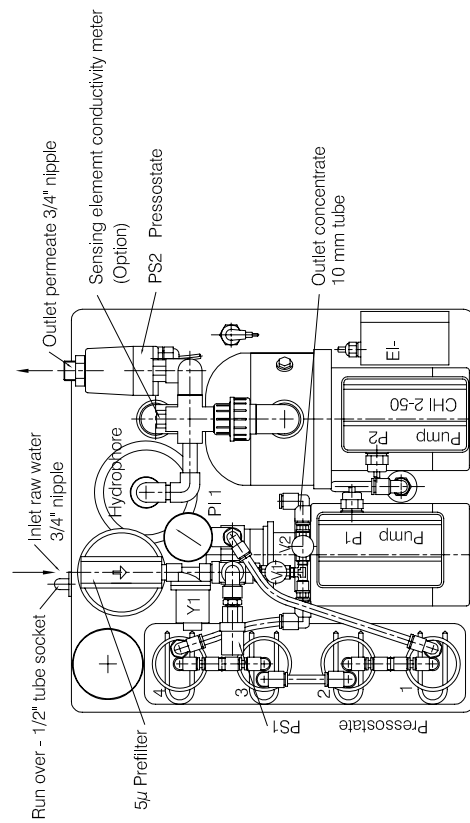 Run over - 1/2" tube socket
Inlet raw water
3/4" nipple
Outlet permeate 3/4" nipple
Sensing elememt conductivity meter
(Option)
PS2 Pressostate
Outlet concentrate
10 mm tube
5µ Prefilter
Hydrophore
PI 1
Y1
V1
V2
4
3
2
1
PS1
Pressostate
P1
Pump
P2
Pump
CHI 2-50
El-